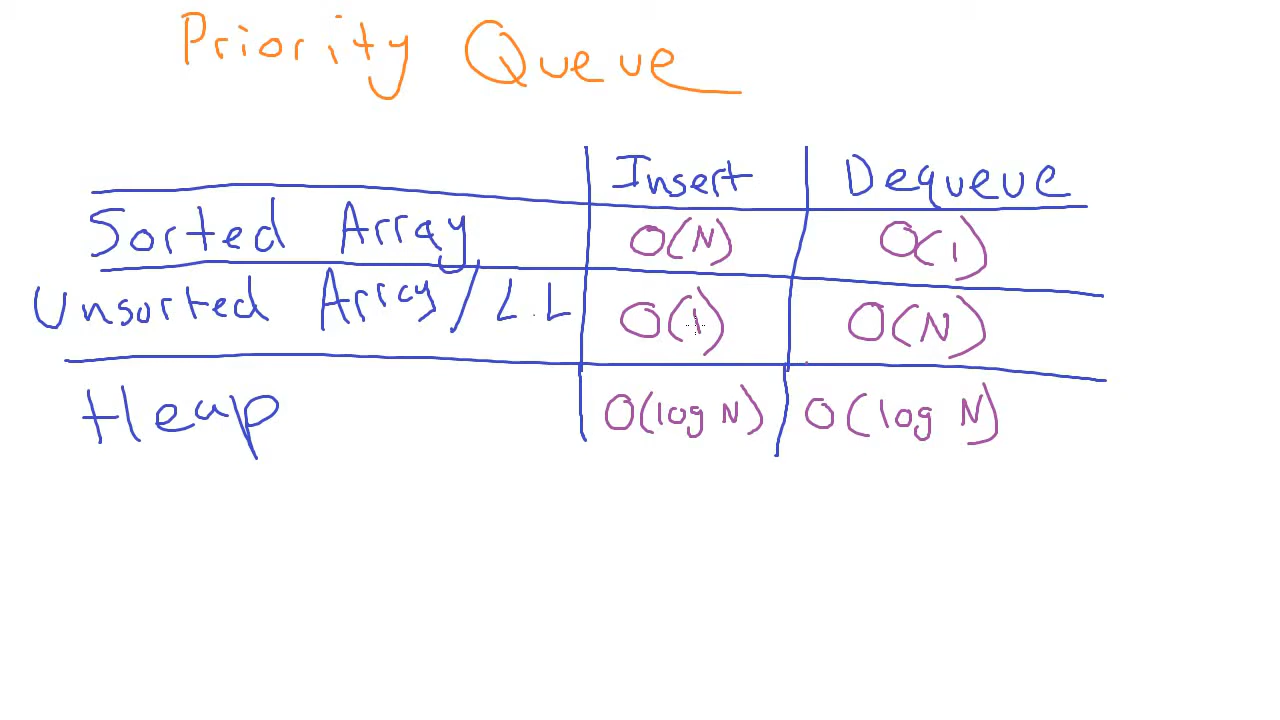 Priority Queue
Insert Dequeue
Sorted Array O(N) O(1)
Unsorted Array/L.L O(1) O(N)
Heap O(log N) O(log N)